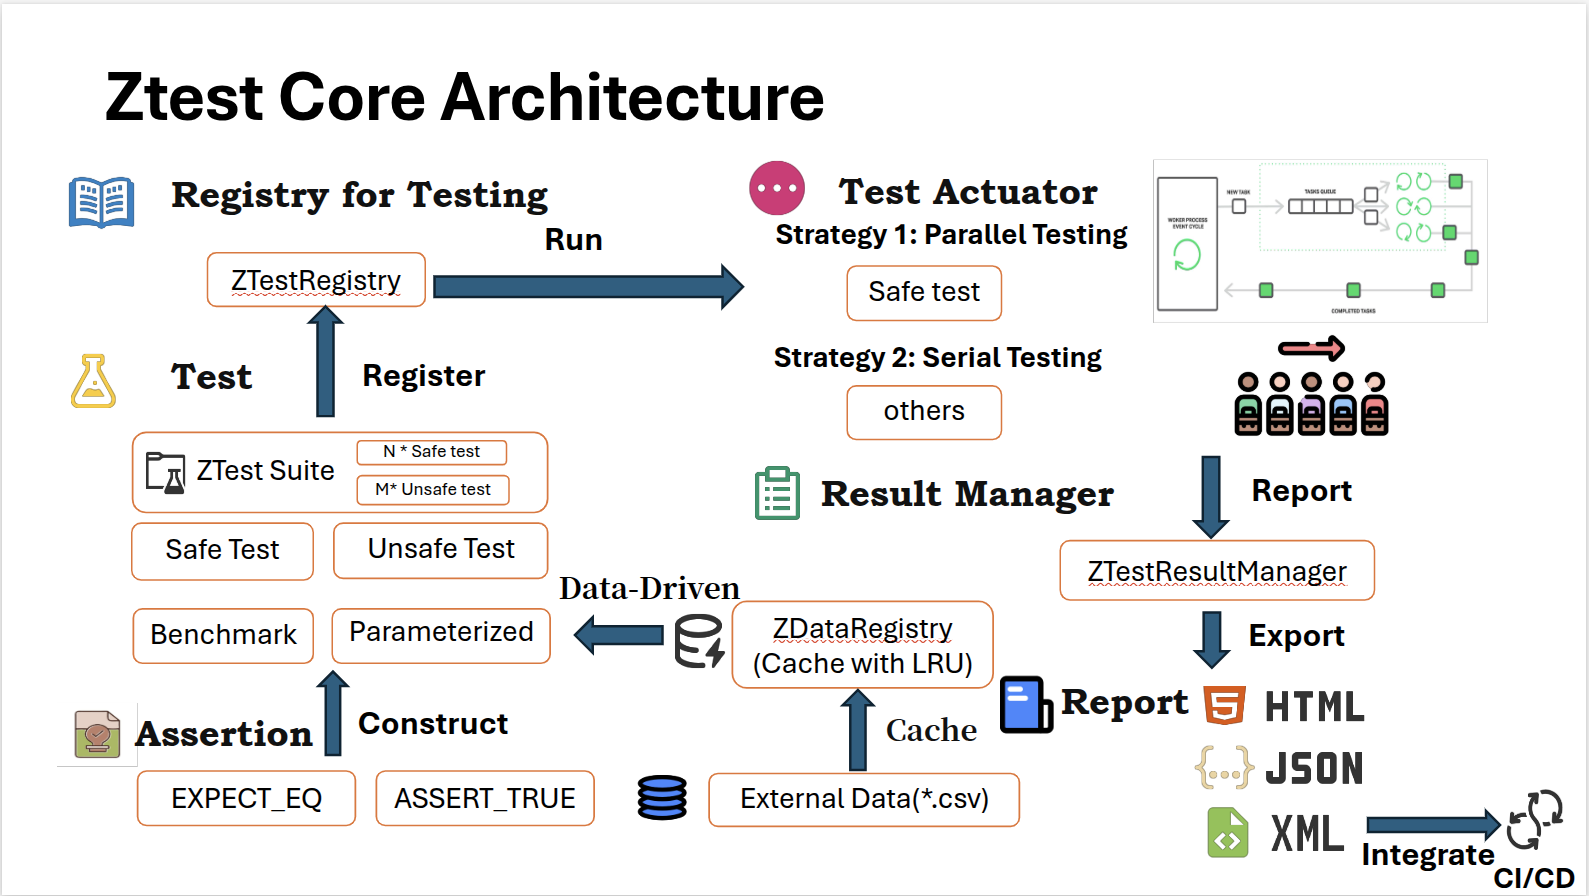 Ztest Core Architecture
Registry for Testing
Run
ZTestRegistry
Test
Register
ZTest Suite
N * Safe test
M* Unsafe test
Safe Test
Unsafe Test
Benchmark
Parameterized
Assertion
Construct
EXPECT_EQ
ASSERT_TRUE
Data-Driven
ZDataRegistry
(Cache with LRU)
Cache
External Data(*.csv)
Test Actuator
Strategy 1: Parallel Testing
Safe test
Strategy 2: Serial Testing
others
WOKER PROCESS
EVENT CYCLE
NEW TASK
TASKS QUEUE
COMPLETED TASKS
Result Manager
Report
ZTestResultManager
Export
Report
HTML
JSON
XML
Integrate
CI/CD